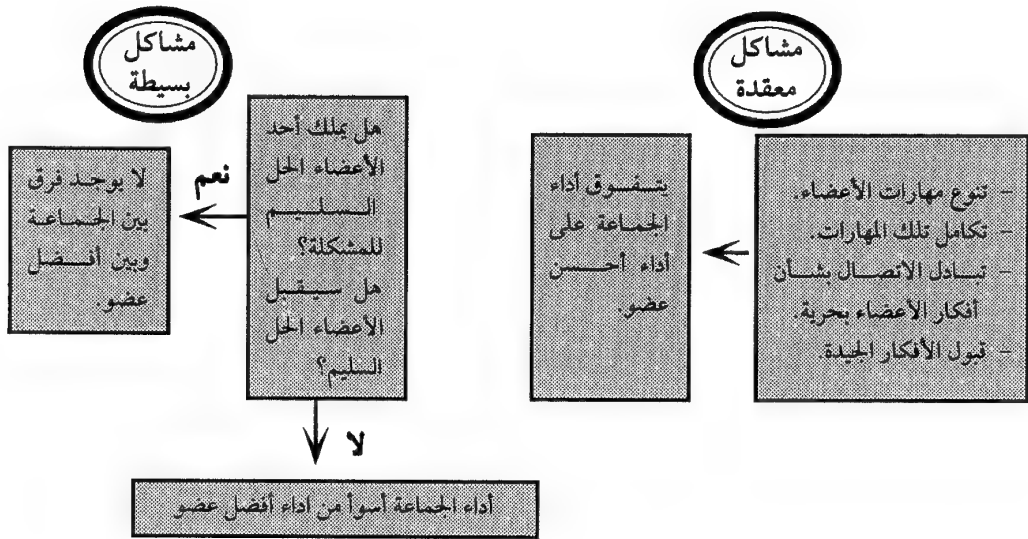 مشاكل
معقدة
- تنوع مهارات الأعضاء.
- تكامل تلك المهارات.
- تبادل الاتصال بشأن
أفكار الأعضاء بحرية.
- قبول الأفكار الجيدة.
يتفوق أداء
الجماعة على
أداء أحسن
عضو.
مشاكل
بسيطة
هل يملك أحد
الأعضاء الحل
السليم
للمشكلة؟
هل سيقبل
الأعضاء الحل
السليم؟
نعم
لا يوجد فرق
بين الجماعة
وبين أفضل
عضو.
لا
أداء الجماعة أسوأ من اداء أفضل عضو